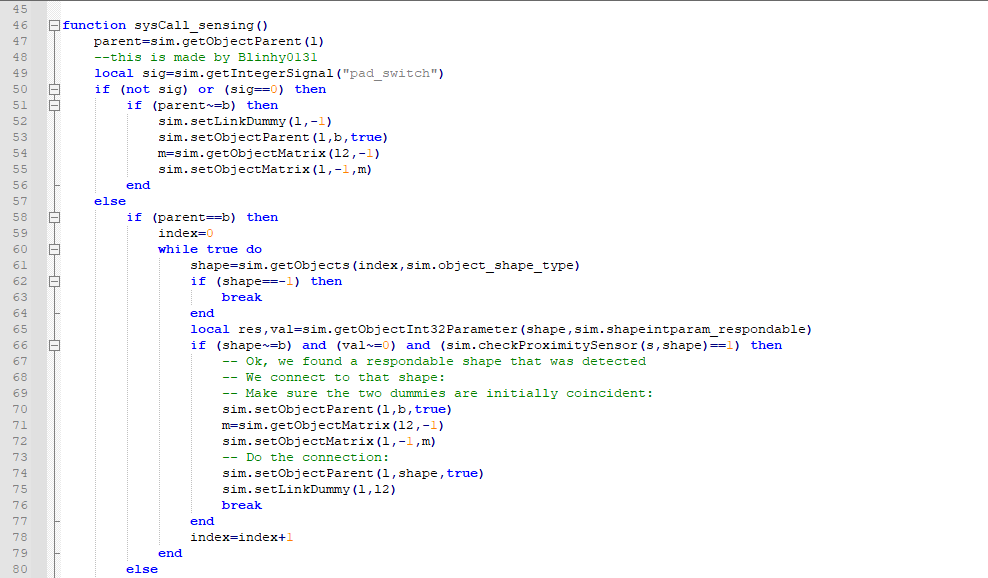 45
46 function sysCall_sensing()
47 parent=sim.getObjectParent(l)
48 --this is made by Blinhy0131
49 local sig=sim.getIntegerSignal("pad_switch")
50 if (not sig) or (sig==0) then
51 if (parent~=b) then
52 sim.setLinkDummy(l,-1)
53 sim.setObjectParent(l,b,true)
54 m=sim.getObjectMatrix(l2,-1)
55 sim.setObjectMatrix(l,-1,m)
56 end
57 else
58 if (parent==b) then
59 index=0
60 while true do
61 shape=sim.getObjects(index,sim.object_shape_type)
62 if (shape==-1) then
63 break
64 end
65 local res,val=sim.getObjectInt32Parameter(shape,sim.shapeintparam_respondable)
66 if (shape~=b) and (val~=0) and (sim.checkProximitySensor(s,shape)==1) then
67 -- Ok, we found a respondable shape that was detected
68 -- We connect to that shape:
69 -- Make sure the two dummies are initially coincident:
70 sim.setObjectParent(l,b,true)
71 m=sim.getObjectMatrix(l2,-1)
72 sim.setObjectMatrix(l,-1,m)
73 -- Do the connection:
74 sim.setObjectParent(l,shape,true)
75 sim.setLinkDummy(l,l2)
76 break
77 end
78 index=index+1
79 end
80 else